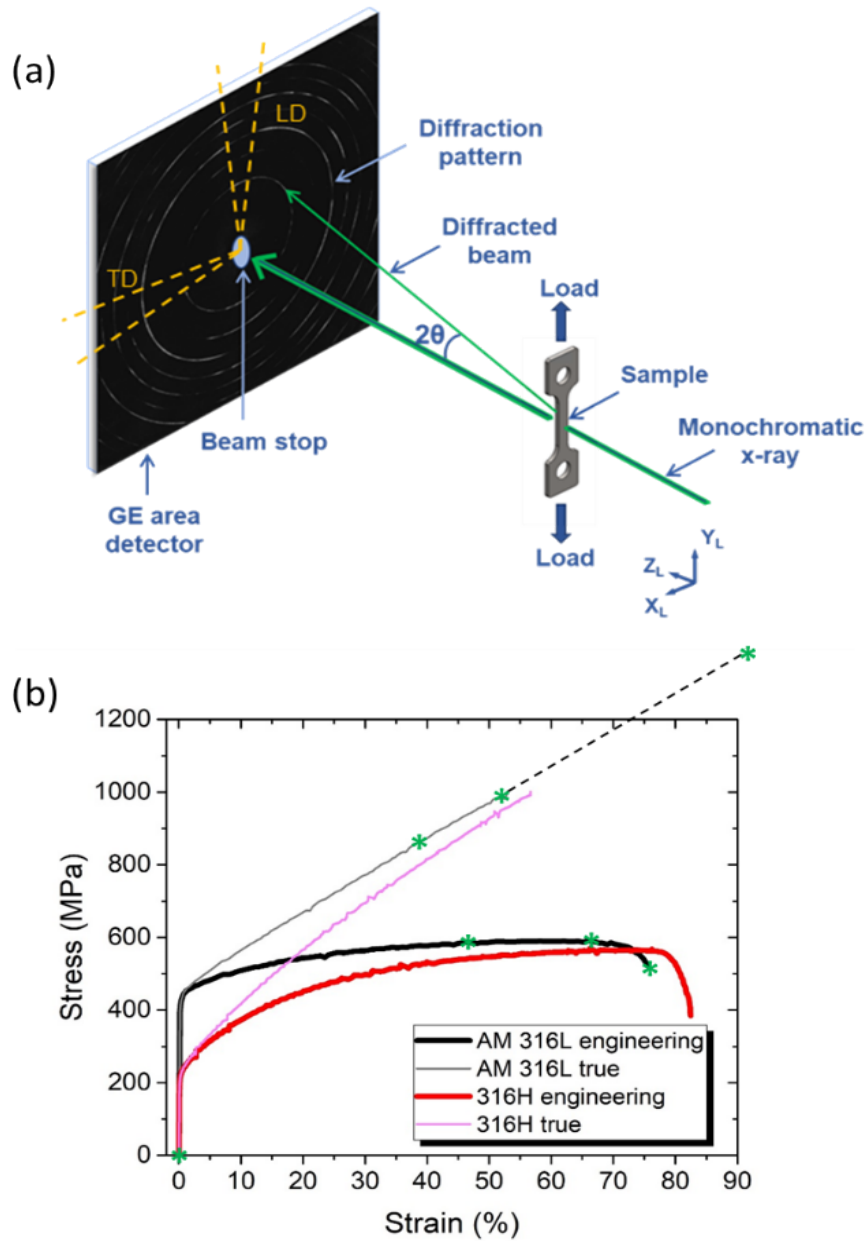 (a)
LD
TD
Diffraction
pattern
Diffracted
beam
Load
2θ
Sample
Beam stop
Monochromatic
x-ray
GE area
detector
Load
Y_L
Z_L
X_L
(b)
1200
1000
800
600
400
200
0
Stress (MPa)
AM 316L engineering
AM 316L true
316H engineering
316H true
0 10 20 30 40 50 60 70 80 90
Strain (%)